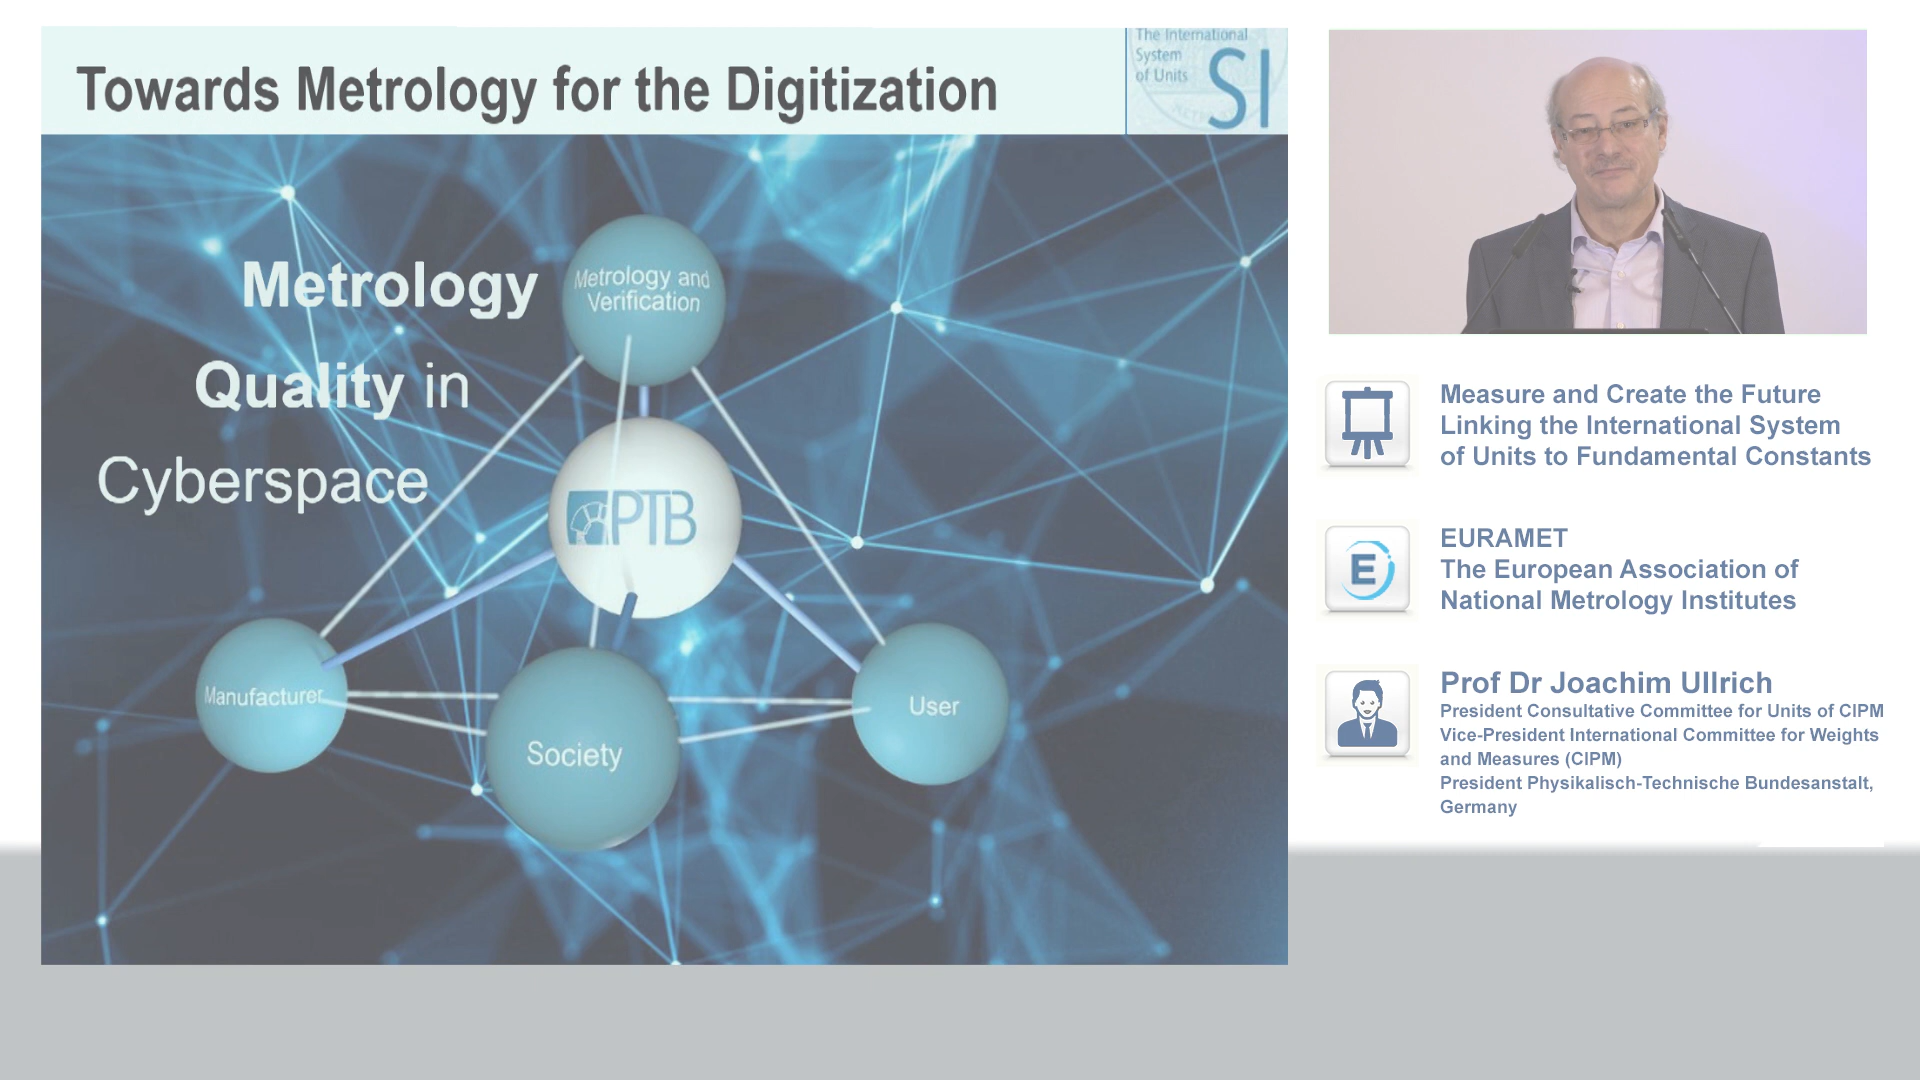 Towards Metrology for the Digitization
The International
System
of Units
SI
Metrology
Quality in
Cyberspace
Metrology and
Verification
PTB
Manufacturer
Society
User
Measure and Create the Future
Linking the International System
of Units to Fundamental Constants
E
EURAMET
The European Association of
National Metrology Institutes
Prof Dr Joachim Ullrich
President Consultative Committee for Units of CIPM
Vice-President International Committee for Weights
and Measures (CIPM)
President Physikalisch-Technische Bundesanstalt,
Germany